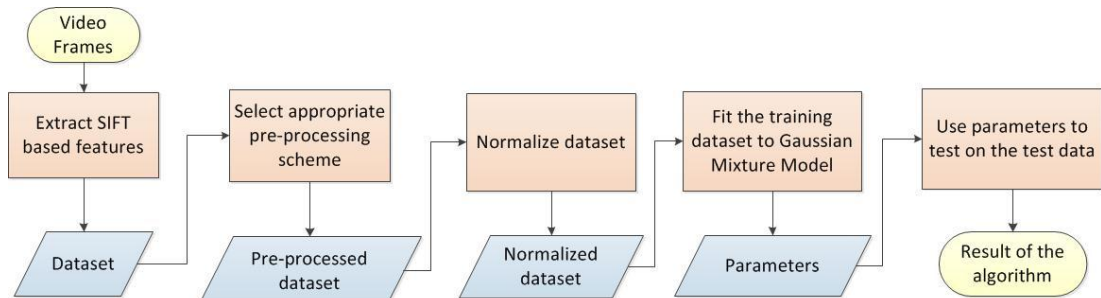 Video
Frames
Extract SIFT
based features
Dataset
Select appropriate
pre-processing
scheme
Pre-processed
dataset
Normalize dataset
Normalized
dataset
Fit the training
dataset to Gaussian
Mixture Model
Parameters
Use parameters to
test on the test data
Result of the
algorithm